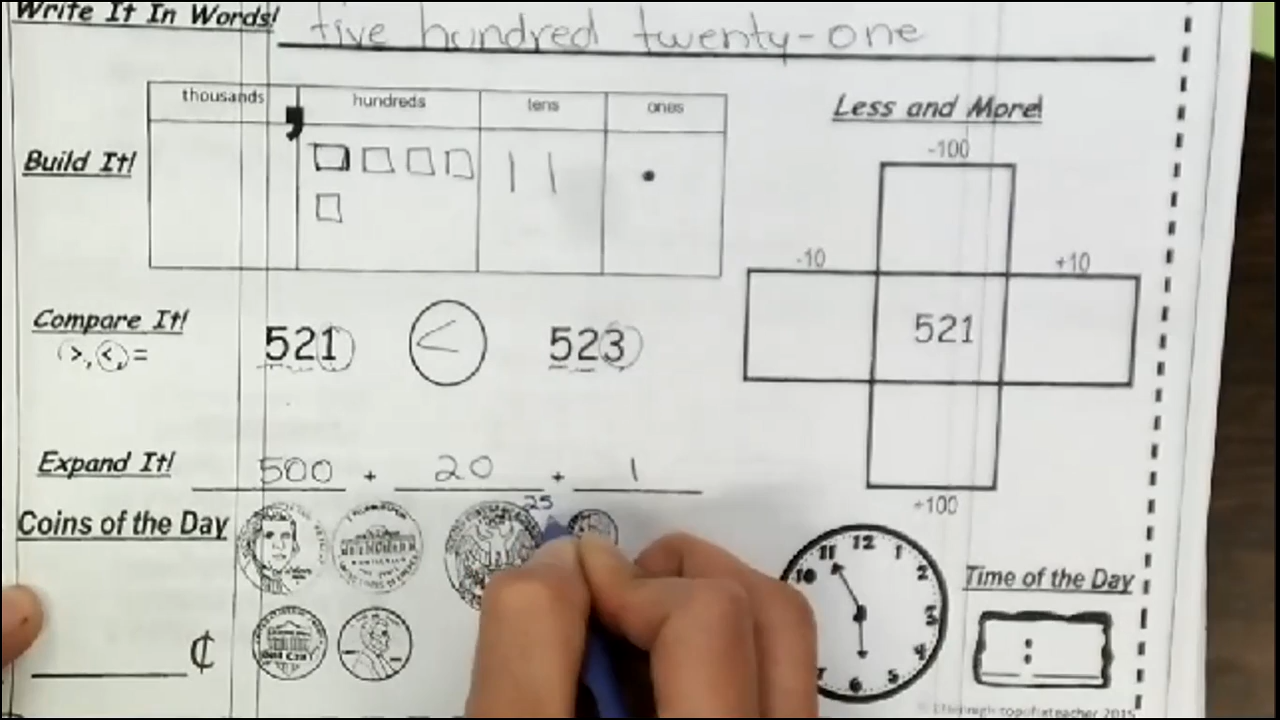 Write It In Words! five hundred twenty-one
thousands , hundreds tens ones
Build It!
Less and More!
-100
-10 +10
521
+100
Compare It! 521 < 523
>, <, =
Expand It! 500 + 20 + 1
Coins of the Day
25
¢
11 12 1
10 2
3
4
7 6 5
Time of the Day
: